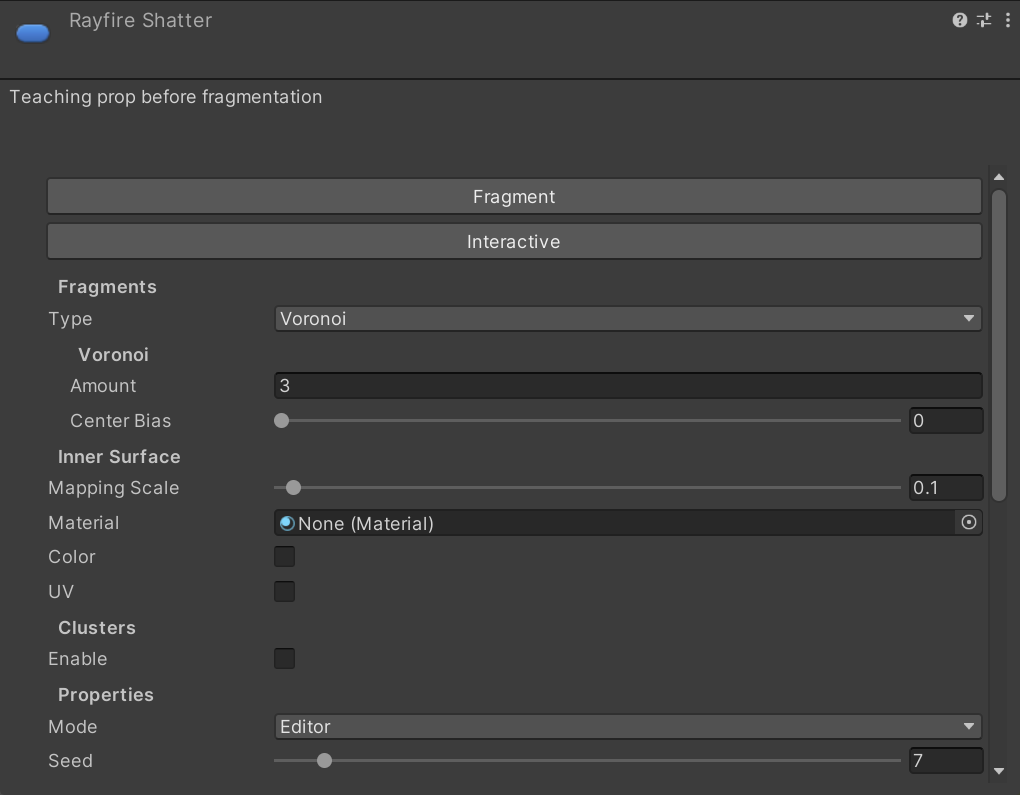 Rayfire Shatter
Teaching prop before fragmentation
Fragment
Interactive
Fragments
Type Voronoi
Voronoi
Amount 3
Center Bias 0
Inner Surface
Mapping Scale 0.1
Material None (Material)
Color
UV
Clusters
Enable
Properties
Mode Editor
Seed 7